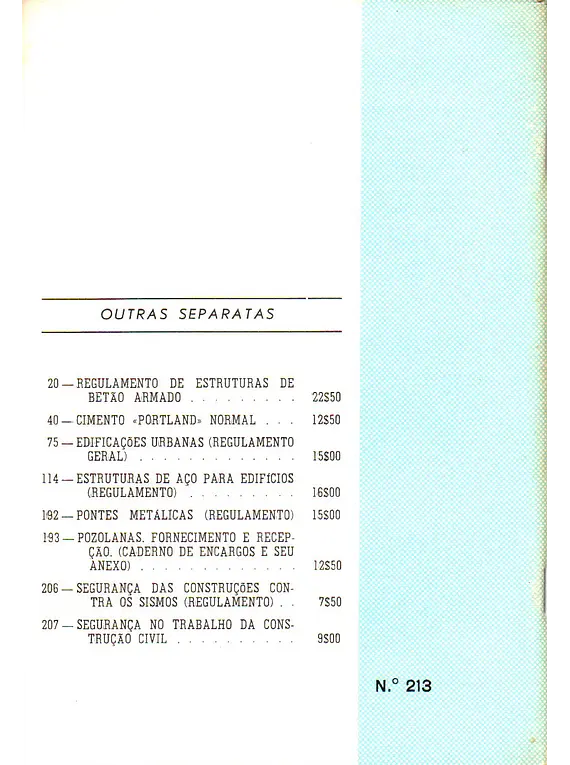 OUTRAS SEPARATAS
20 — REGULAMENTO DE ESTRUTURAS DE
BETÃO ARMADO . . . . . . . . . 22$50
40 — CIMENTO «PORTLAND» NORMAL . . . 12$50
75 — EDIFICAÇÕES URBANAS (REGULAMENTO
GERAL) . . . . . . . . . . . . . 15$00
114 — ESTRUTURAS DE AÇO PARA EDIFÍCIOS
(REGULAMENTO) . . . . . . . . . 16$00
192 — PONTES METÁLICAS (REGULAMENTO) 15$00
193 — POZOLANAS. FORNECIMENTO E RECEP-
ÇÃO. (CADERNO DE ENCARGOS E SEU
ANEXO) . . . . . . . . . . . . . 12$50
206 — SEGURANÇA DAS CONSTRUÇÕES CON-
TRA OS SISMOS (REGULAMENTO) . . 7$50
207 — SEGURANÇA NO TRABALHO DA CONS-
TRUÇÃO CIVIL . . . . . . . . . . 9$00
N.º 213